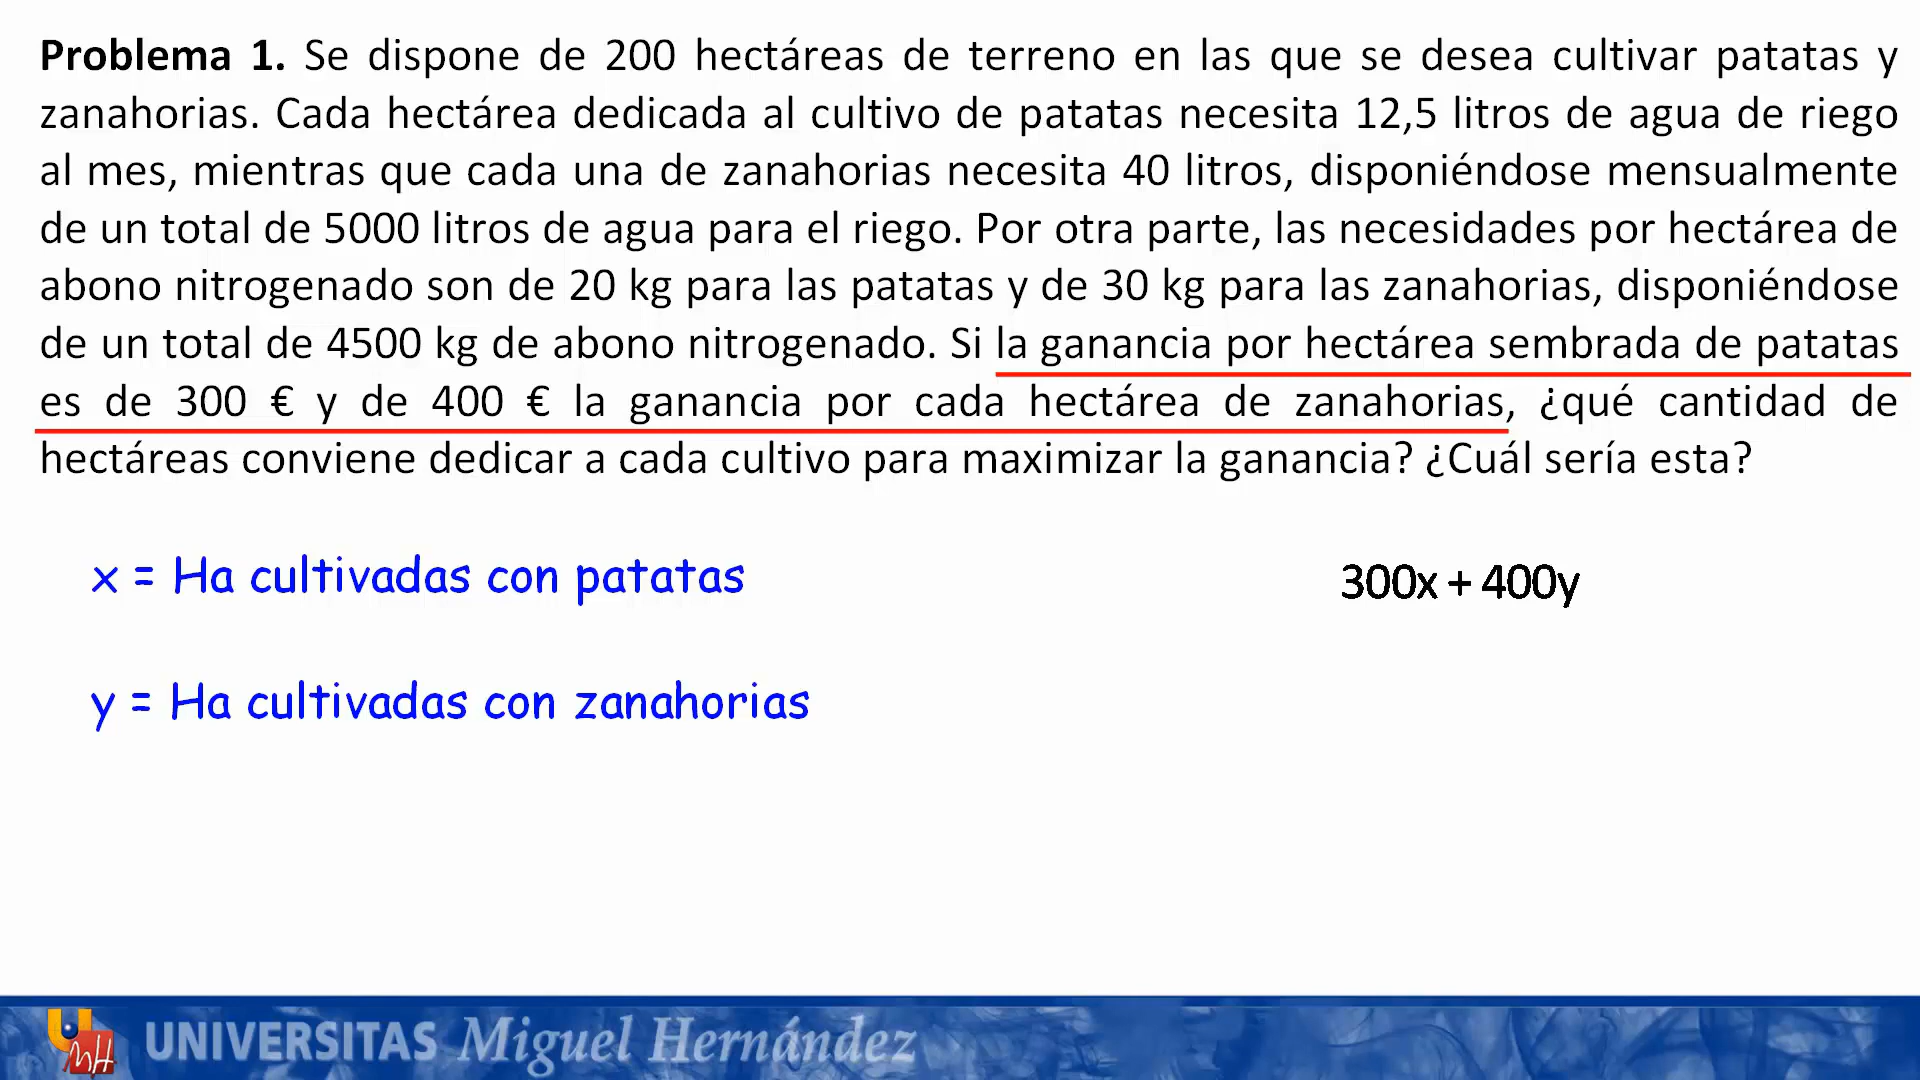 Problema 1. Se dispone de 200 hectáreas de terreno en las que se desea cultivar patatas y
zanahorias. Cada hectárea dedicada al cultivo de patatas necesita 12,5 litros de agua de riego
al mes, mientras que cada una de zanahorias necesita 40 litros, disponiéndose mensualmente
de un total de 5000 litros de agua para el riego. Por otra parte, las necesidades por hectárea de
abono nitrogenado son de 20 kg para las patatas y de 30 kg para las zanahorias, disponiéndose
de un total de 4500 kg de abono nitrogenado. Si la ganancia por hectárea sembrada de patatas
es de 300 € y de 400 € la ganancia por cada hectárea de zanahorias, ¿qué cantidad de
hectáreas conviene dedicar a cada cultivo para maximizar la ganancia? ¿Cuál sería esta?
x = Ha cultivadas con patatas
300x + 400y
y = Ha cultivadas con zanahorias
UNIVERSITAS Miguel Hernández